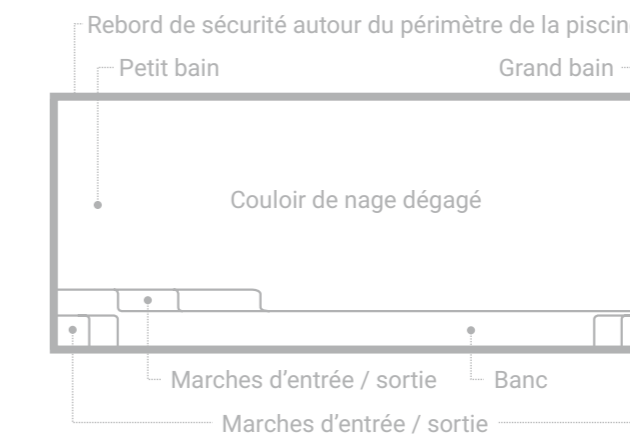 Rebord de sécurité autour du périmètre de la piscin
Petit bain
Grand bain
Couloir de nage dégagé
Marches d'entrée / sortie
Banc
Marches d'entrée / sortie